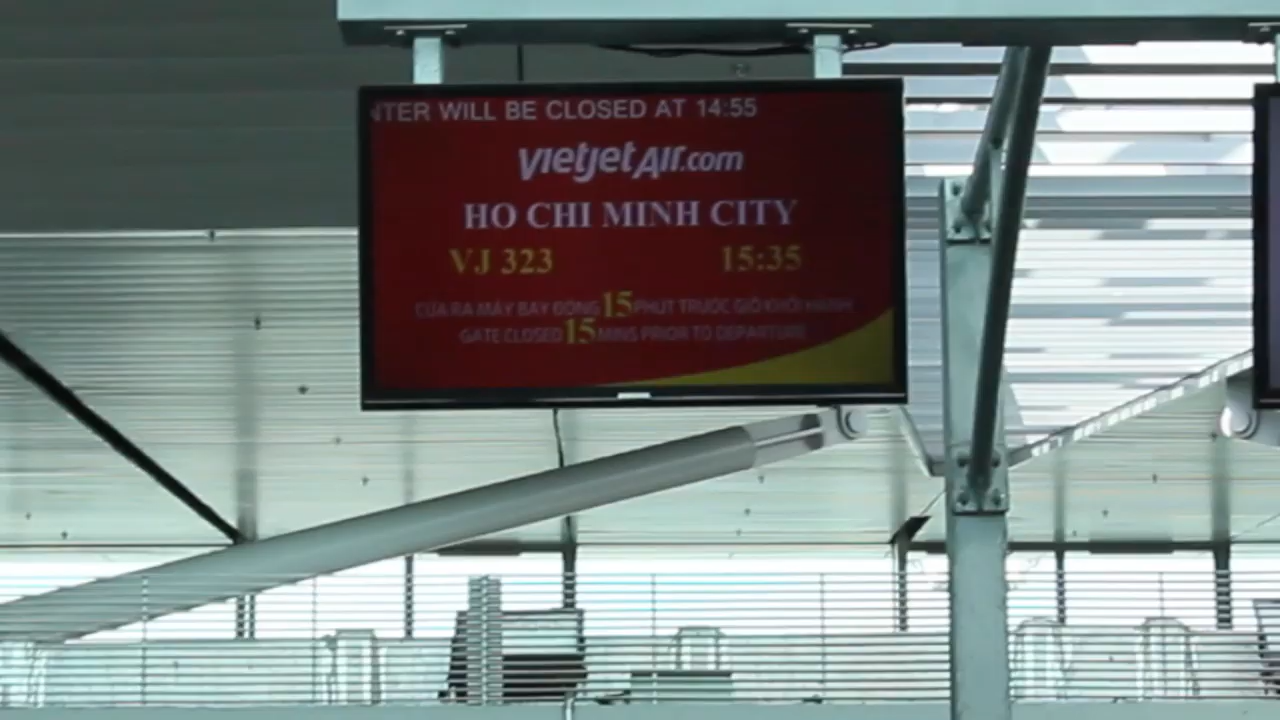 NTER WILL BE CLOSED AT 14:55
vietjetAir.com
HO CHI MINH CITY
VJ 323 15:35
CỬA RA MÁY BAY ĐÓNG 15 PHÚT TRƯỚC GIỜ KHỞI HÀNH
GATE CLOSED 15 MINS PRIOR TO DEPARTURE